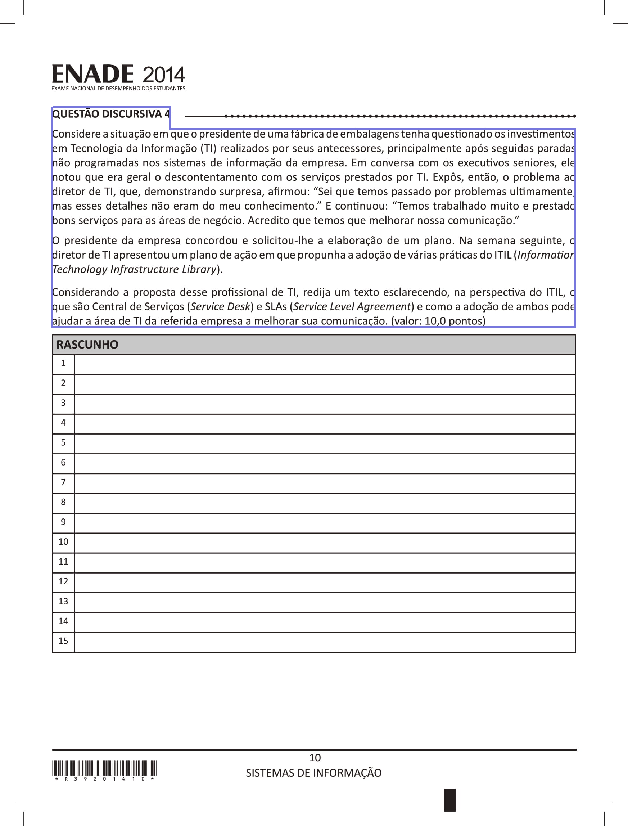 ENADE 2014
EXAME NACIONAL DE DESEMPENHO DOS ESTUDANTES
QUESTÃO DISCURSIVA 4
Considere a situação em que o presidente de uma fábrica de embalagens tenha questionado os investimentos
em Tecnologia da Informação (TI) realizados por seus antecessores, principalmente após seguidas paradas
não programadas nos sistemas de informação da empresa. Em conversa com os executivos seniores, ele
notou que era geral o descontentamento com os serviços prestados por TI. Expôs, então, o problema ao
diretor de TI, que, demonstrando surpresa, afirmou: “Sei que temos passado por problemas ultimamente,
mas esses detalhes não eram do meu conhecimento.” E continuou: “Temos trabalhado muito e prestado
bons serviços para as áreas de negócio. Acredito que temos que melhorar nossa comunicação.”
O presidente da empresa concordou e solicitou-lhe a elaboração de um plano. Na semana seguinte, o
diretor de TI apresentou um plano de ação em que propunha a adoção de várias práticas do ITIL (Information
Technology Infrastructure Library).
Considerando a proposta desse profissional de TI, redija um texto esclarecendo, na perspectiva do ITIL, o
que são Central de Serviços (Service Desk) e SLAs (Service Level Agreement) e como a adoção de ambos pode
ajudar a área de TI da referida empresa a melhorar sua comunicação. (valor: 10,0 pontos)
RASCUNHO
1
2
3
4
5
6
7
8
9
10
11
12
13
14
15
10
SISTEMAS DE INFORMAÇÃO
*R39201410*